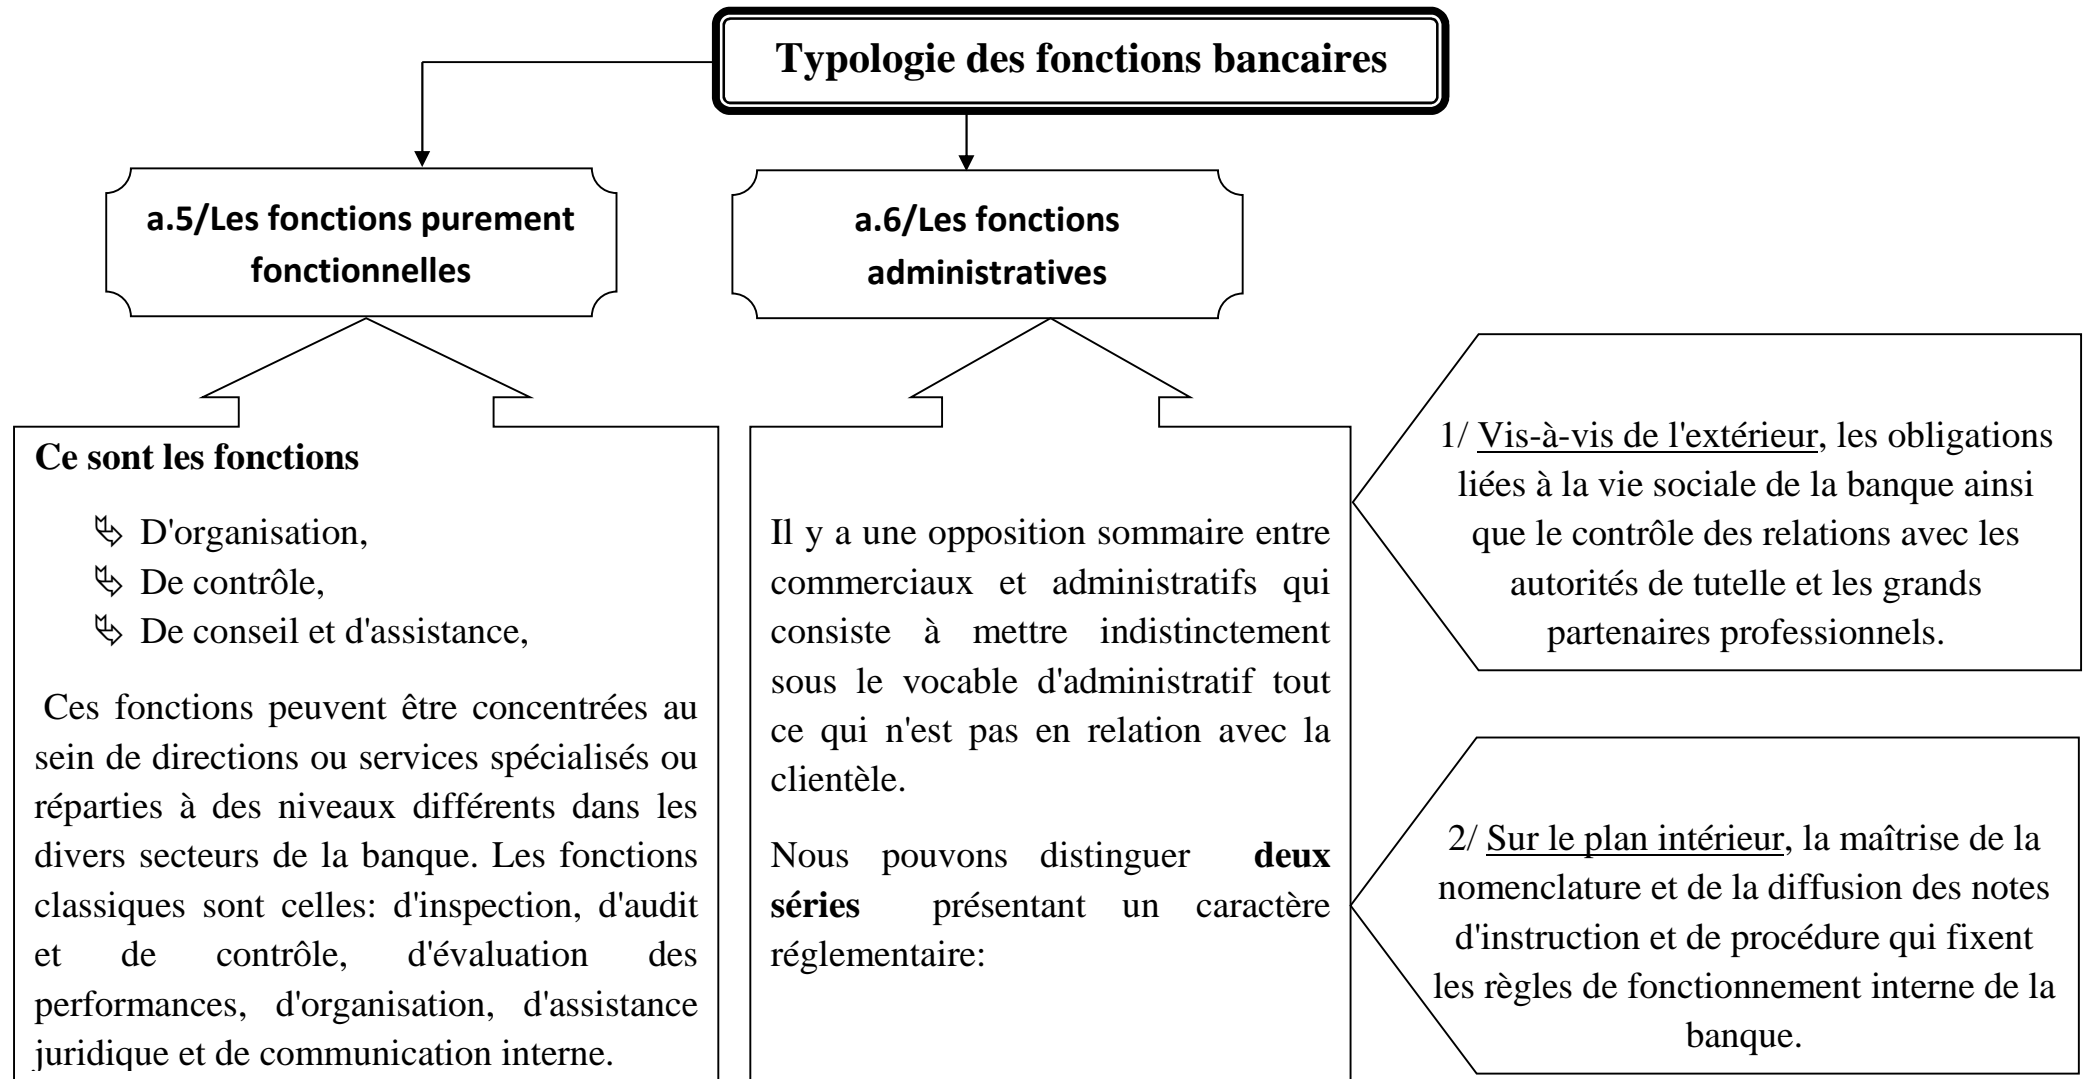 Typologie des fonctions bancaires
a.5/Les fonctions purement
fonctionnelles
a.6/Les fonctions
administratives
Ce sont les fonctions
D'organisation,
De contrôle,
De conseil et d'assistance,
Ces fonctions peuvent être concentrées au
sein de directions ou services spécialisés ou
réparties à des niveaux différents dans les
divers secteurs de la banque. Les fonctions
classiques sont celles: d'inspection, d'audit
et de contrôle, d'évaluation des
performances, d'organisation, d'assistance
juridique et de communication interne.
Il y a une opposition sommaire entre
commerciaux et administratifs qui
consiste à mettre indistinctement
sous le vocable d'administratif tout
ce qui n'est pas en relation avec la
clientèle.
Nous pouvons distinguer deux
séries présentant un caractère
réglementaire:
1/ Vis-à-vis de l'extérieur, les obligations
liées à la vie sociale de la banque ainsi
que le contrôle des relations avec les
autorités de tutelle et les grands
partenaires professionnels.
2/ Sur le plan intérieur, la maîtrise de la
nomenclature et de la diffusion des notes
d'instruction et de procédure qui fixent
les règles de fonctionnement interne de la
banque.